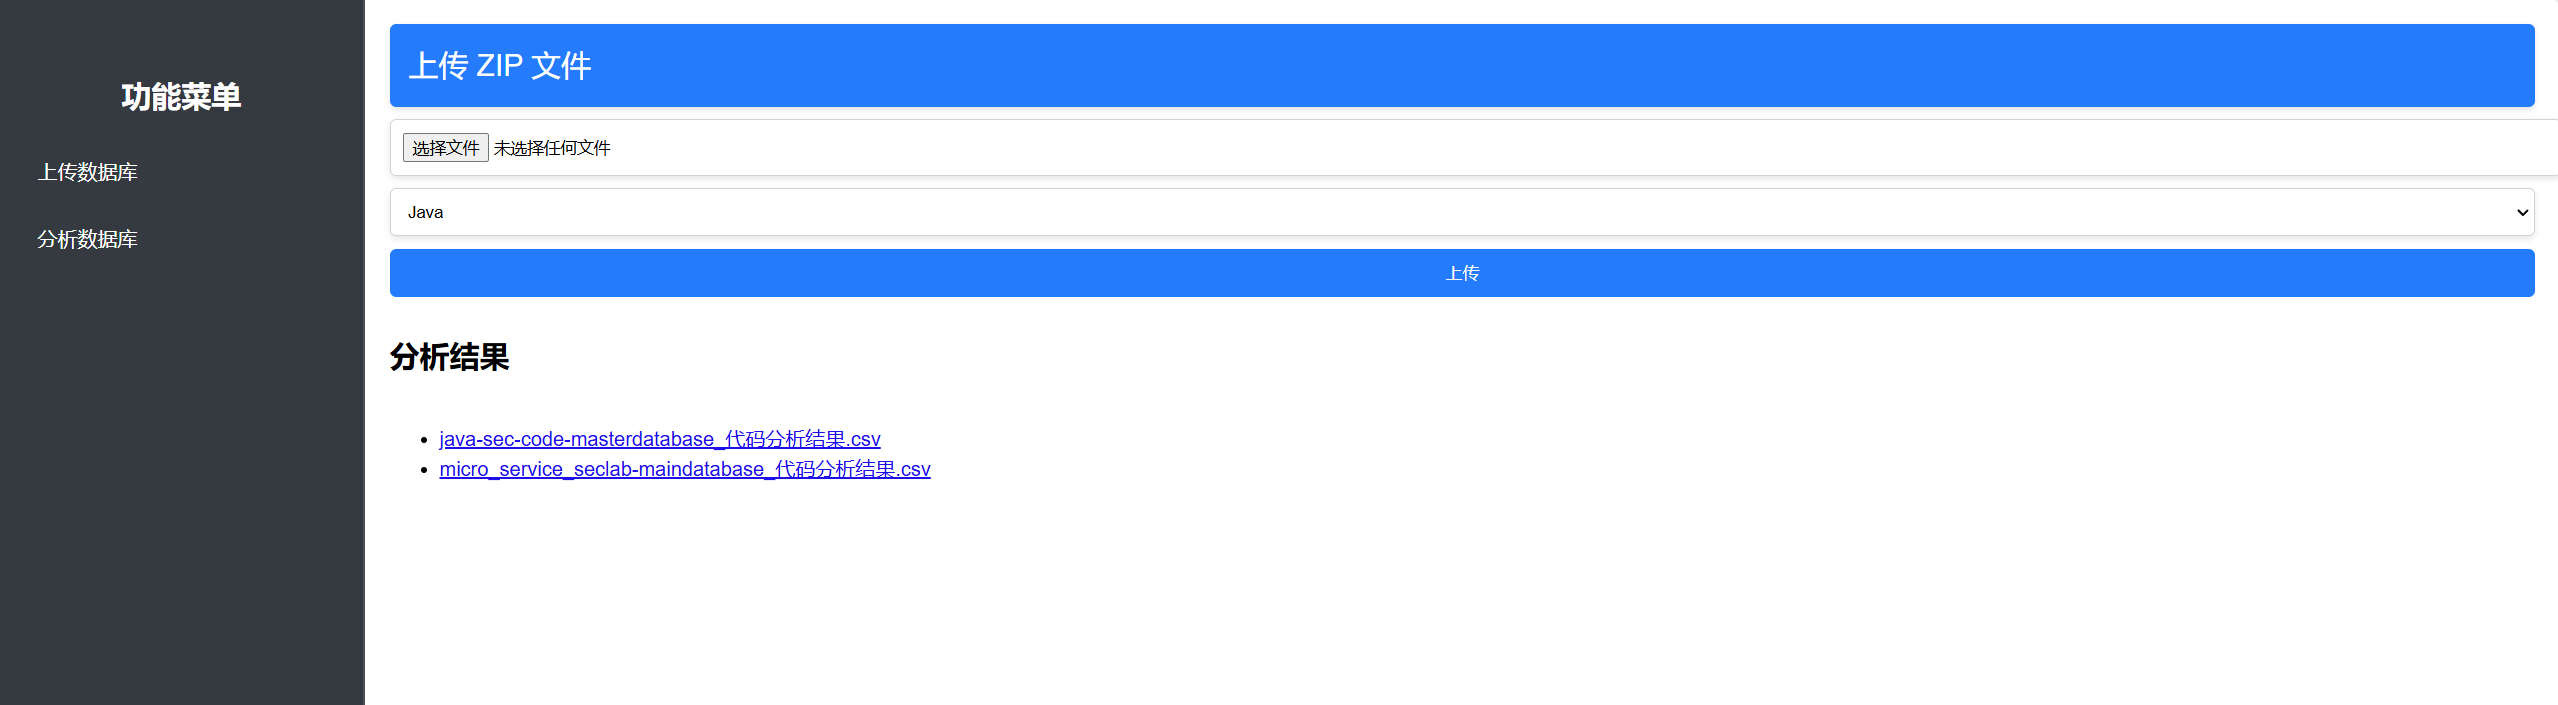 功能菜单
上传数据库
分析数据库
上传 ZIP 文件
选择文件 未选择任何文件
Java
上传
分析结果
java-sec-code-masterdatabase_代码分析结果.csv
micro_service_seclab-maindatabase_代码分析结果.csv